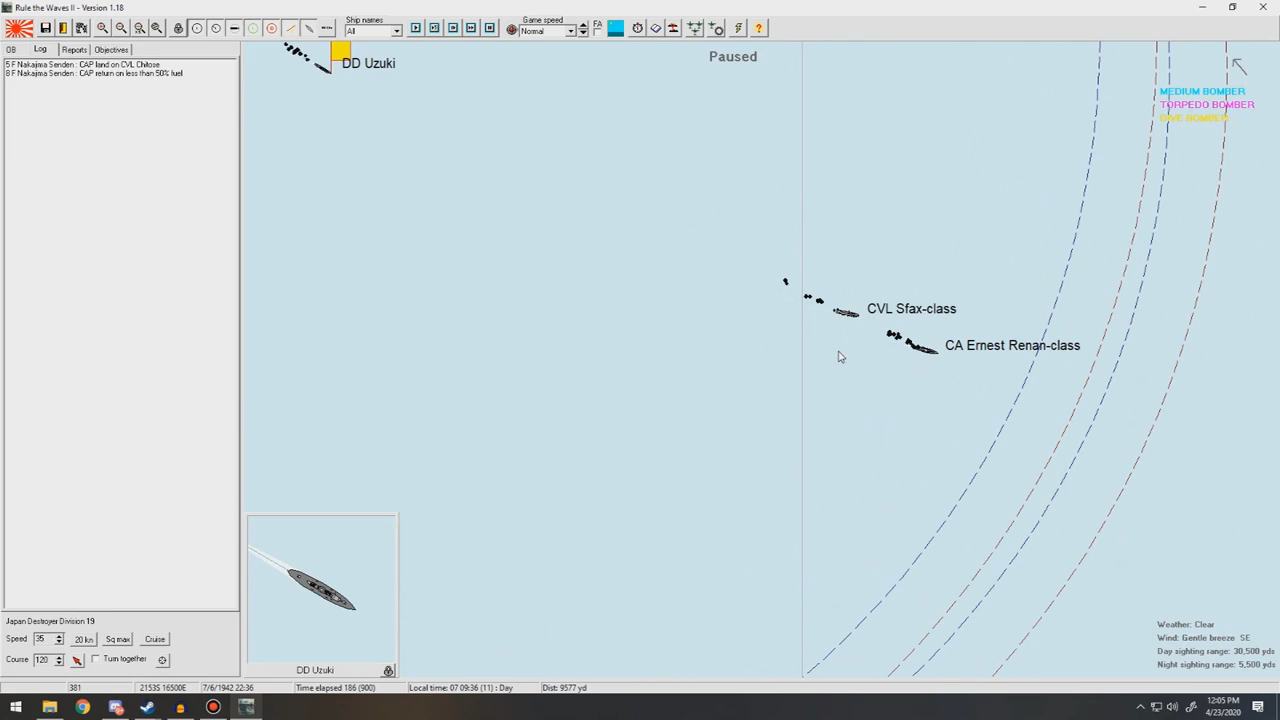 Rule the Waves II - Version 1.18
Ship names
All
Game speed
Normal
FA
OB Log Reports Objectives
5 F Nakajima Senden : CAP land on CVL Chitose
8 F Nakajima Senden : CAP return on less than 50% fuel
Paused
DD Uzuki
MEDIUM BOMBER
TORPEDO BOMBER
DIVE BOMBER
CVL Sfax-class
CA Ernest Renan-class
DD Uzuki
Japan Destroyer Division 19
Speed 35 20 kn Sq max Cruise
Course 120 Turn together
Weather: Clear
Wind: Gentle breeze SE
Day sighting range: 30,500 yds
Night sighting range: 5,500 yds
381 2153S 16500E 7/6/1942 22:36 Time elapsed 186 (900) Local time: 07 09:36 (11) : Day Dist: 9577 yd
12:05 PM
4/23/2020